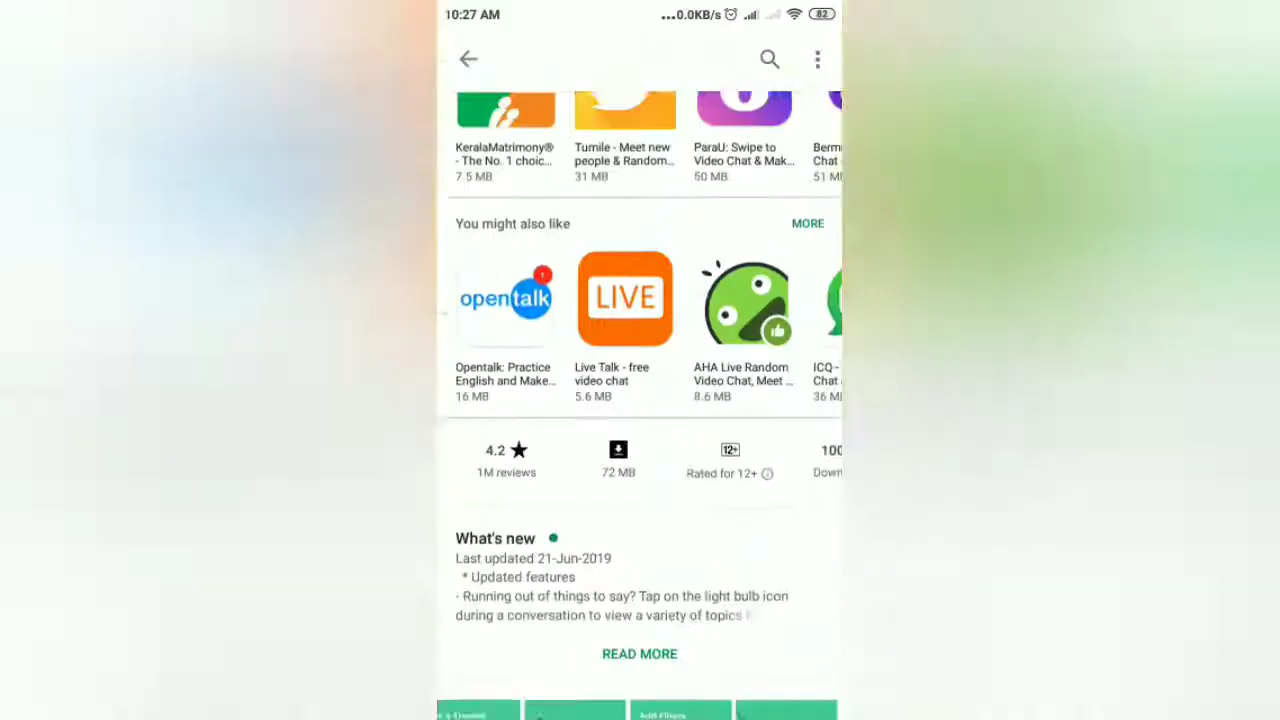 10:27 AM
...0.0KB/s
82
KeralaMatrimony®
- The No. 1 choic...
7.5 MB
Tumile - Meet new
people & Random...
31 MB
ParaU: Swipe to
Video Chat & Mak...
50 MB
Chat
51 M
You might also like
MORE
opentalk
1
LIVE
Opentalk: Practice
English and Make...
16 MB
Live Talk - free
video chat
5.6 MB
AHA Live Random
Video Chat, Meet ...
8.6 MB
ICQ -
Chat
36 M
4.2
1M reviews
72 MB
12+
Rated for 12+
100
Down
What's new
Last updated 21-Jun-2019
* Updated features
- Running out of things to say? Tap on the light bulb icon
during a conversation to view a variety of topics
READ MORE
Add Filters